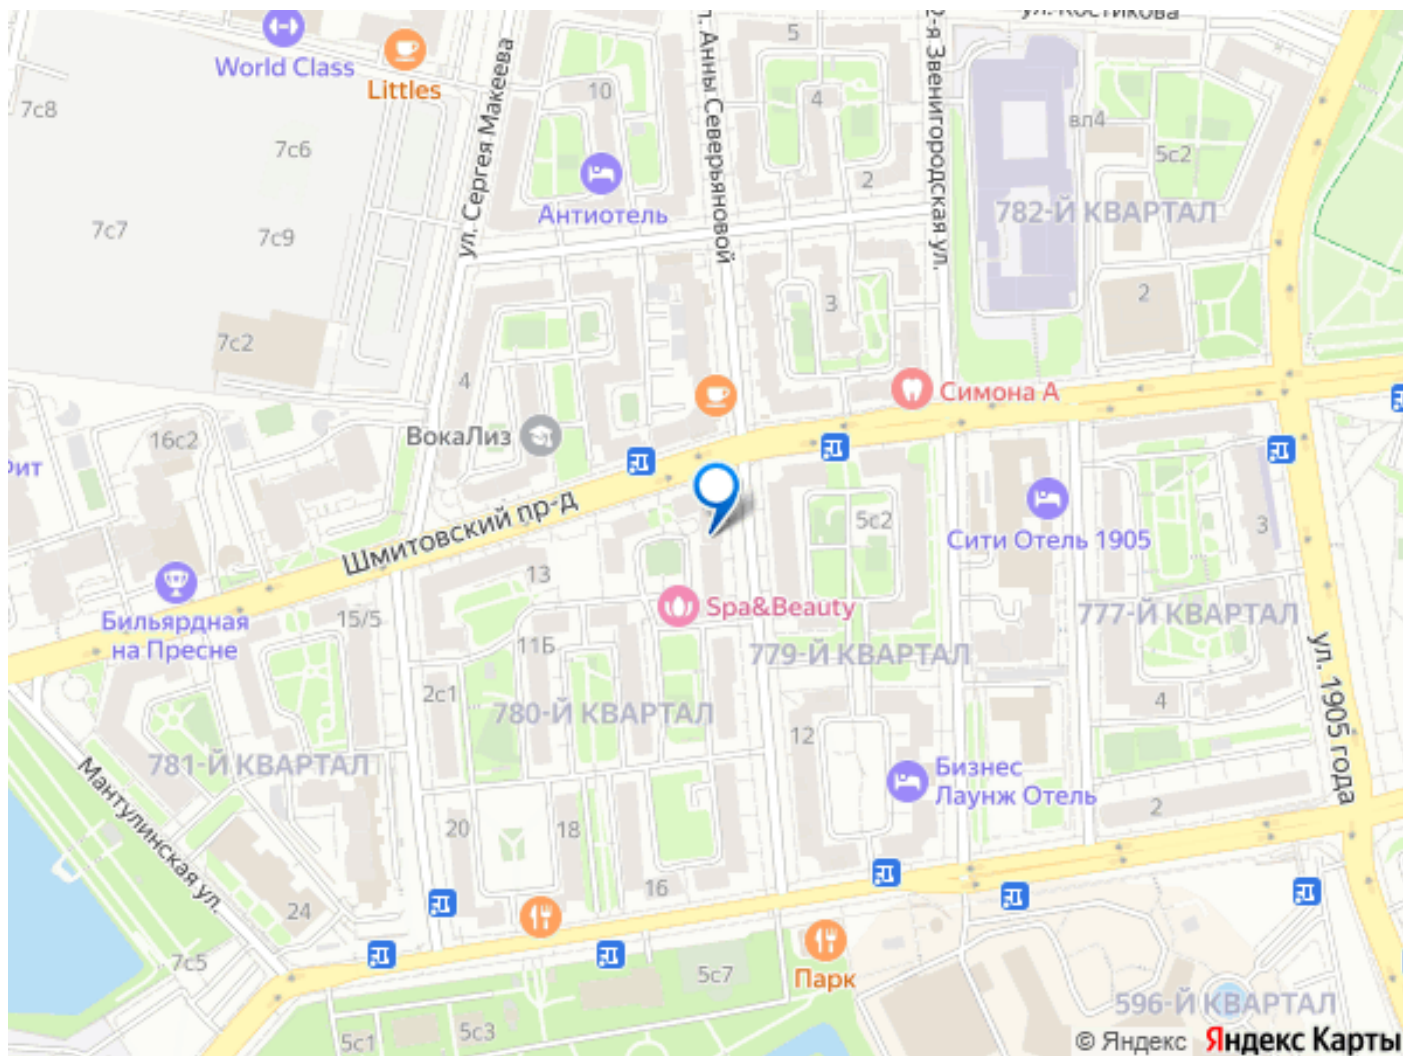 ул. Костикова
World Class
Littles
7с8
7с6
7с7
7с9
7с2
ул. Сергея Макеева
10
Антиотель
5
4
2
ул. Анны Северьяновой
2-я Звенигородская ул.
вл4
5с2
782-Й КВАРТАЛ
2
3
4
Симона А
ВокаЛиз
16с2
Шмитовский пр-д
5с2
Сити Отель 1905
3
13
Spa&Beauty
777-Й КВАРТАЛ
Бильярдная
на Пресне
15/5
11Б
779-Й КВАРТАЛ
ул. 1905 года
2с1
780-Й КВАРТАЛ
4
12
781-Й КВАРТАЛ
Мантулинская ул.
Бизнес
Лаунж Отель
2
20
18
16
24
7с5
5с7
Парк
596-Й КВАРТАЛ
5с1
5с3
© Яндекс Яндекс Карты